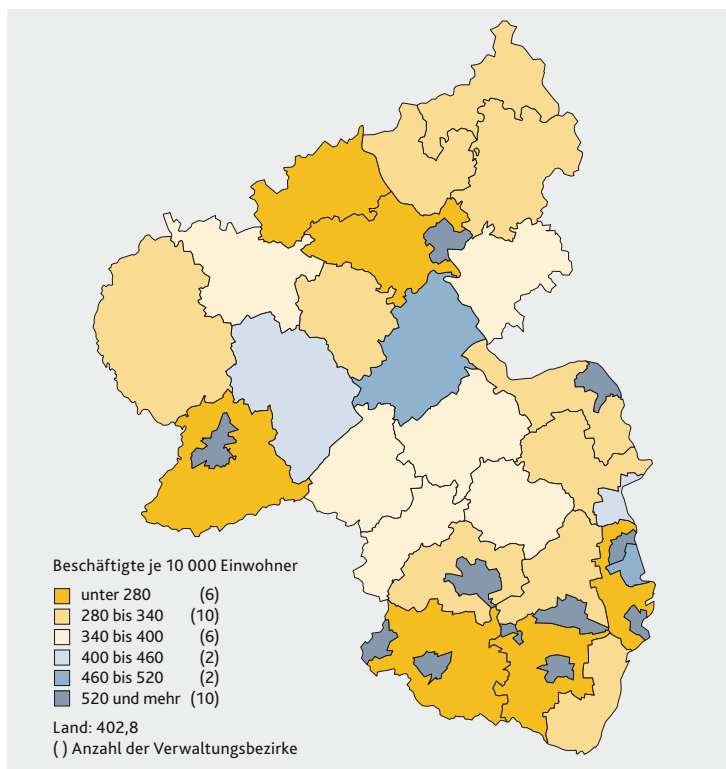 Beschäftigte je 10 000 Einwohner
unter 280 (6)
280 bis 340 (10)
340 bis 400 (6)
400 bis 460 (2)
460 bis 520 (2)
520 und mehr (10)
Land: 402,8
( ) Anzahl der Verwaltungsbezirke